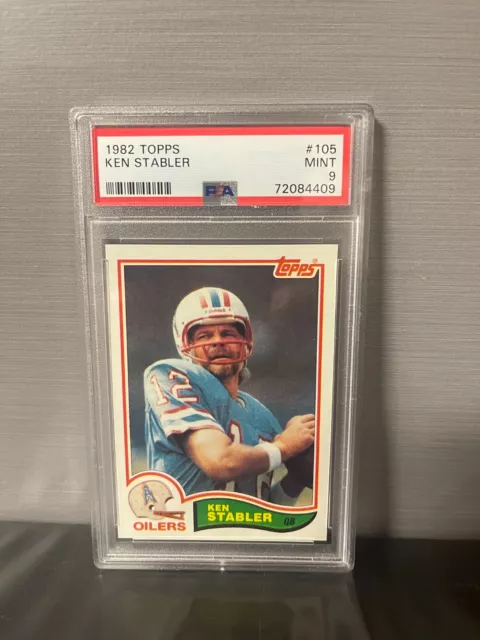 1982 TOPPS #105
KEN STABLER MINT
9
PSA 72084409
Topps
12
OILERS
KEN
STABLER
QB